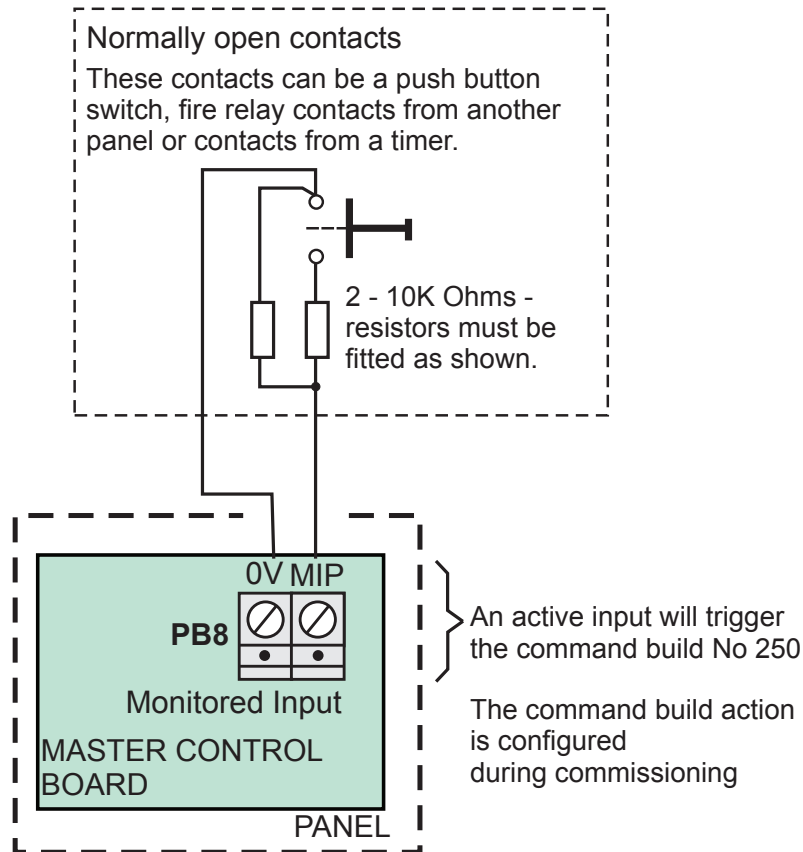 Normally open contacts
These contacts can be a push button
switch, fire relay contacts from another
panel or contacts from a timer.
2 - 10K Ohms -
resistors must be
fitted as shown.
0V MIP
PB8
Monitored Input
MASTER CONTROL
BOARD
PANEL
An active input will trigger
the command build No 250
The command build action
is configured
during commissioning